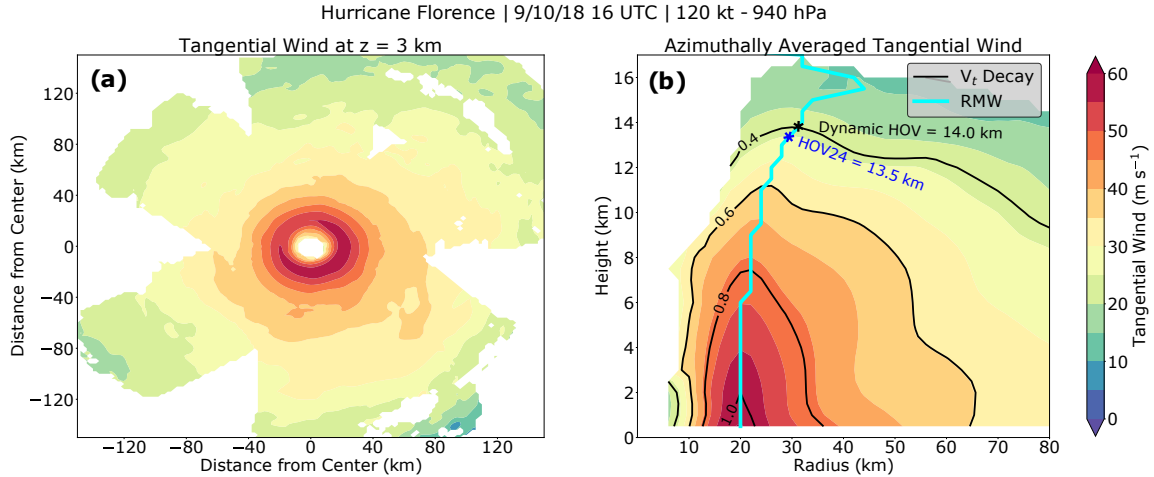 Hurricane Florence | 9/10/18 16 UTC | 120 kt - 940 hPa
Tangential Wind at z = 3 km
(a)
Distance from Center (km)
120
80
40
0
−40
−80
−120
−120 −80 −40 0 40 80 120
Distance from Center (km)
Azimuthally Averaged Tangential Wind
(b)
Vt Decay
RMW
Dynamic HOV = 14.0 km
HOV24 = 13.5 km
0.4
0.6
0.8
1.0
Height (km)
16
14
12
10
8
6
4
2
0
10 20 30 40 50 60 70 80
Radius (km)
60
50
40
30
20
10
0
Tangential Wind (m s⁻¹)